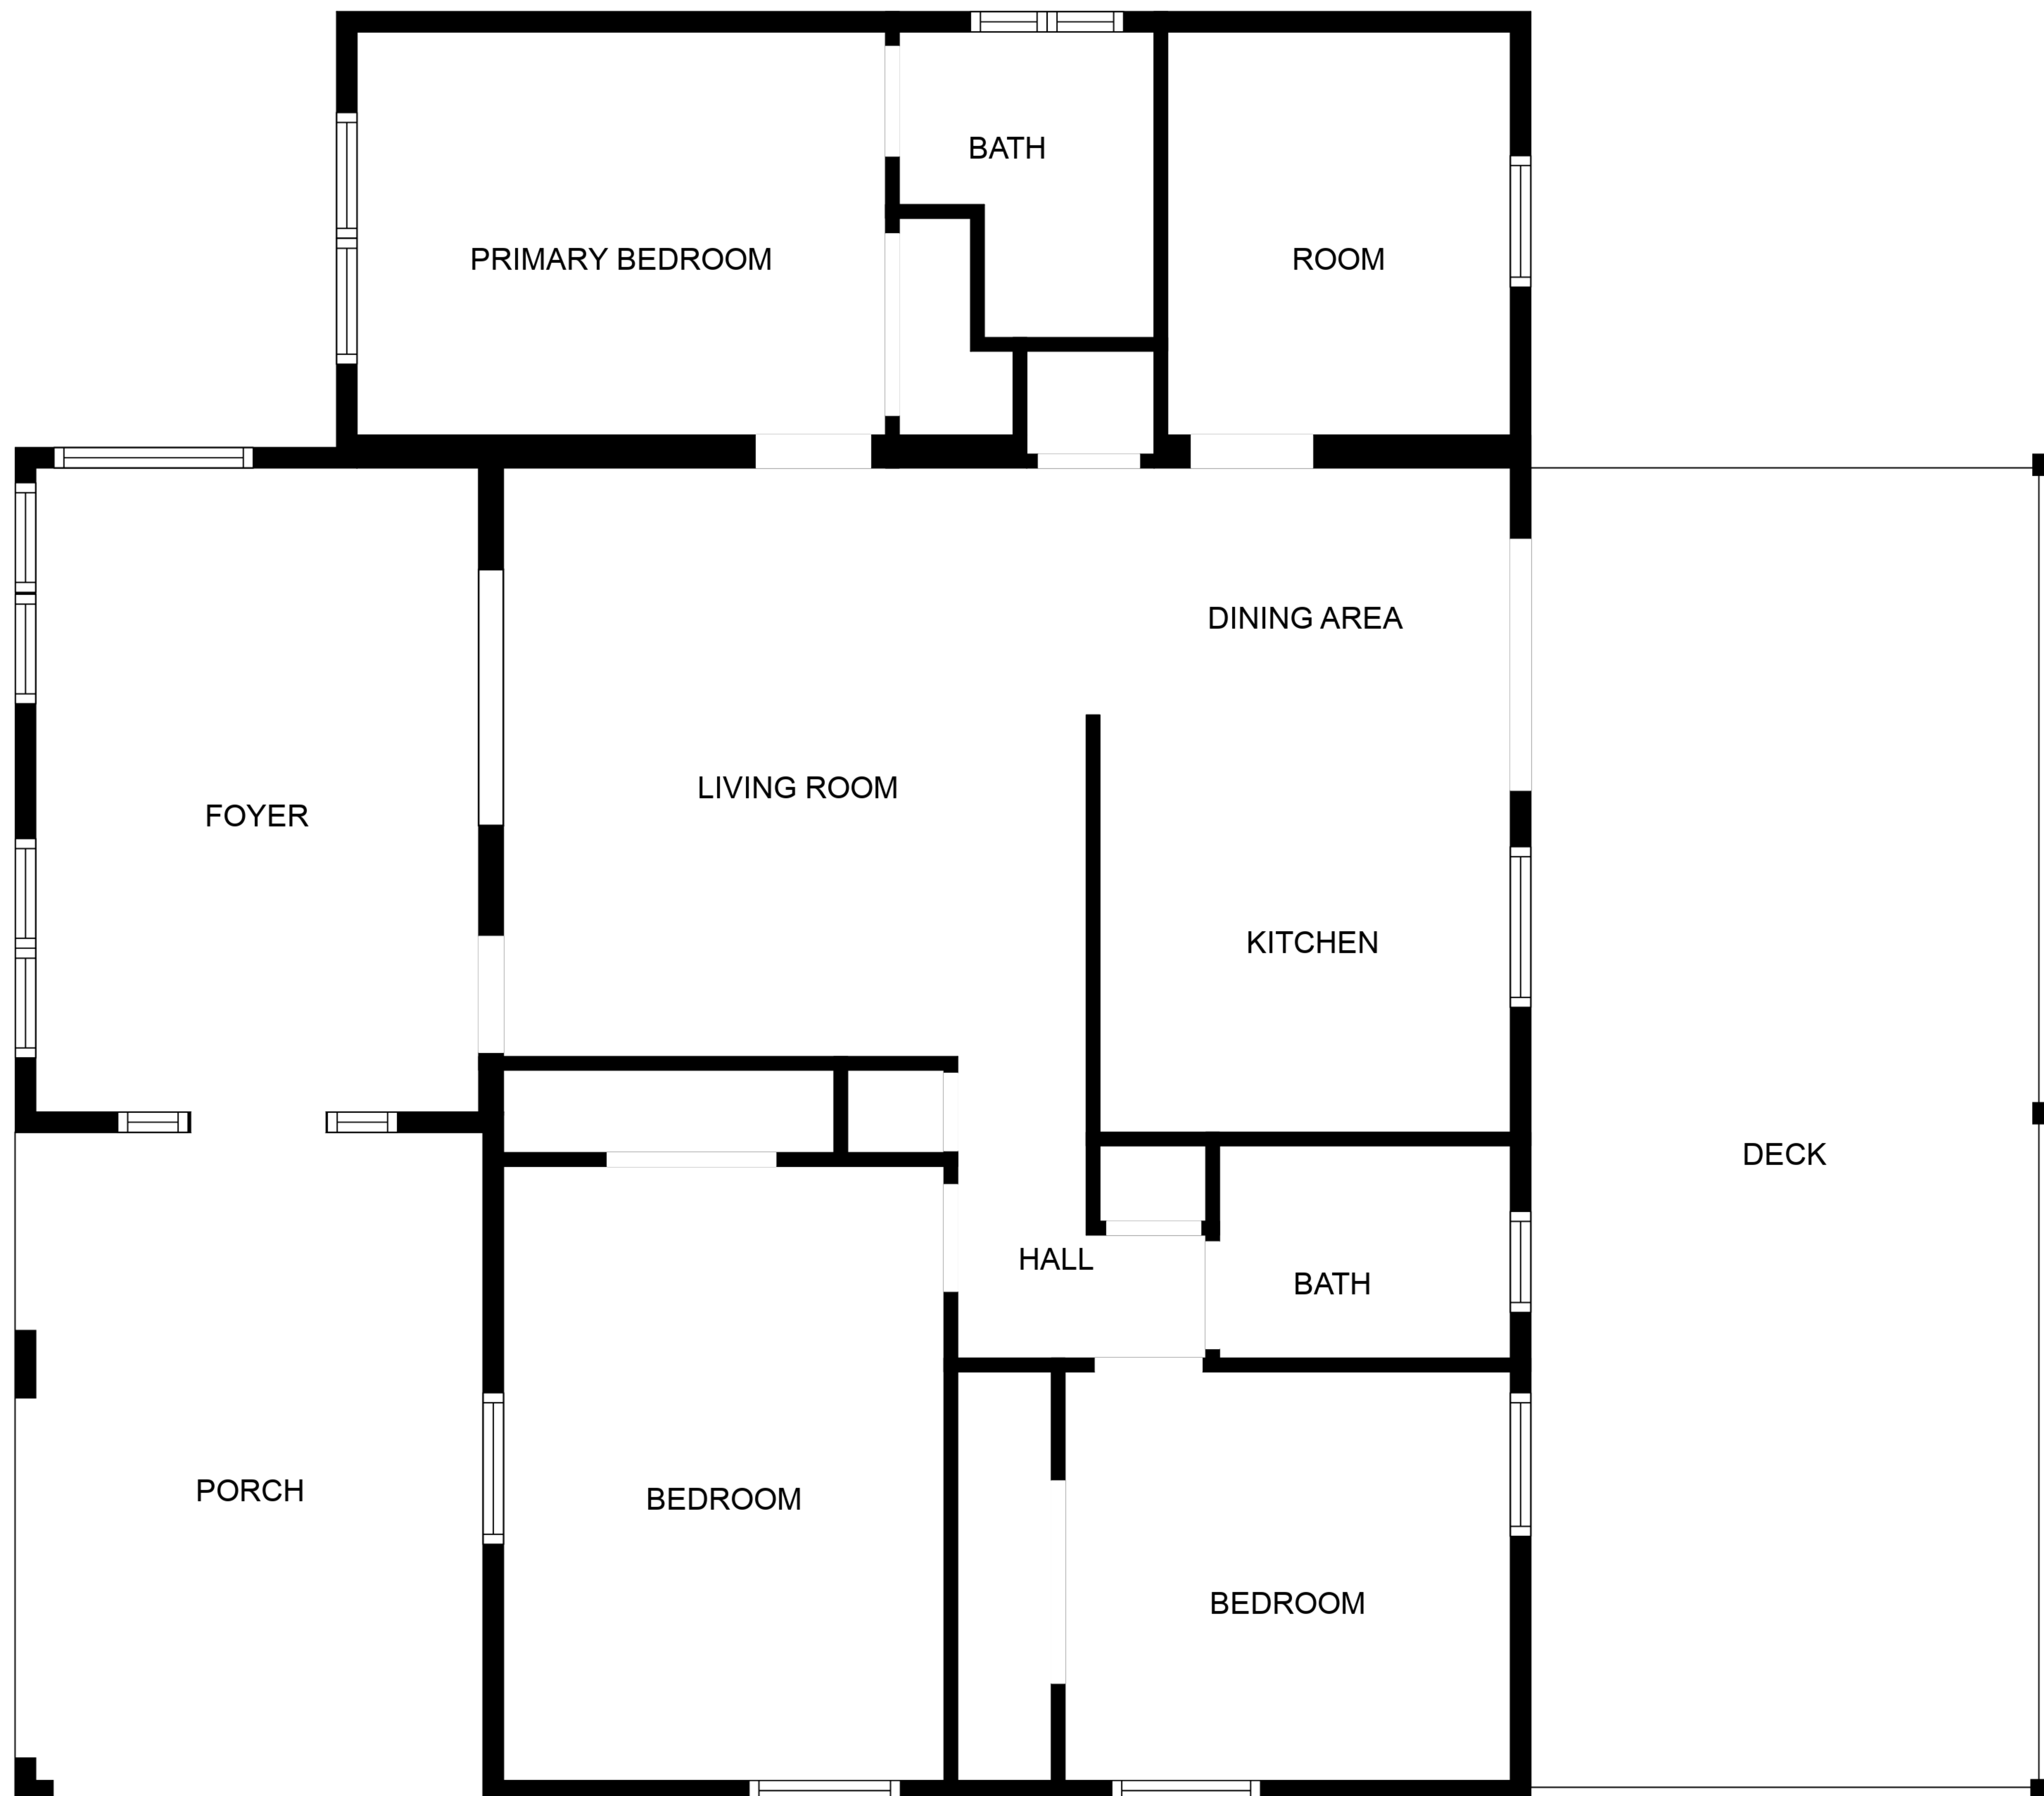 BATH
PRIMARY BEDROOM
ROOM
DINING AREA
LIVING ROOM
FOYER
KITCHEN
DECK
HALL
BATH
PORCH
BEDROOM
BEDROOM